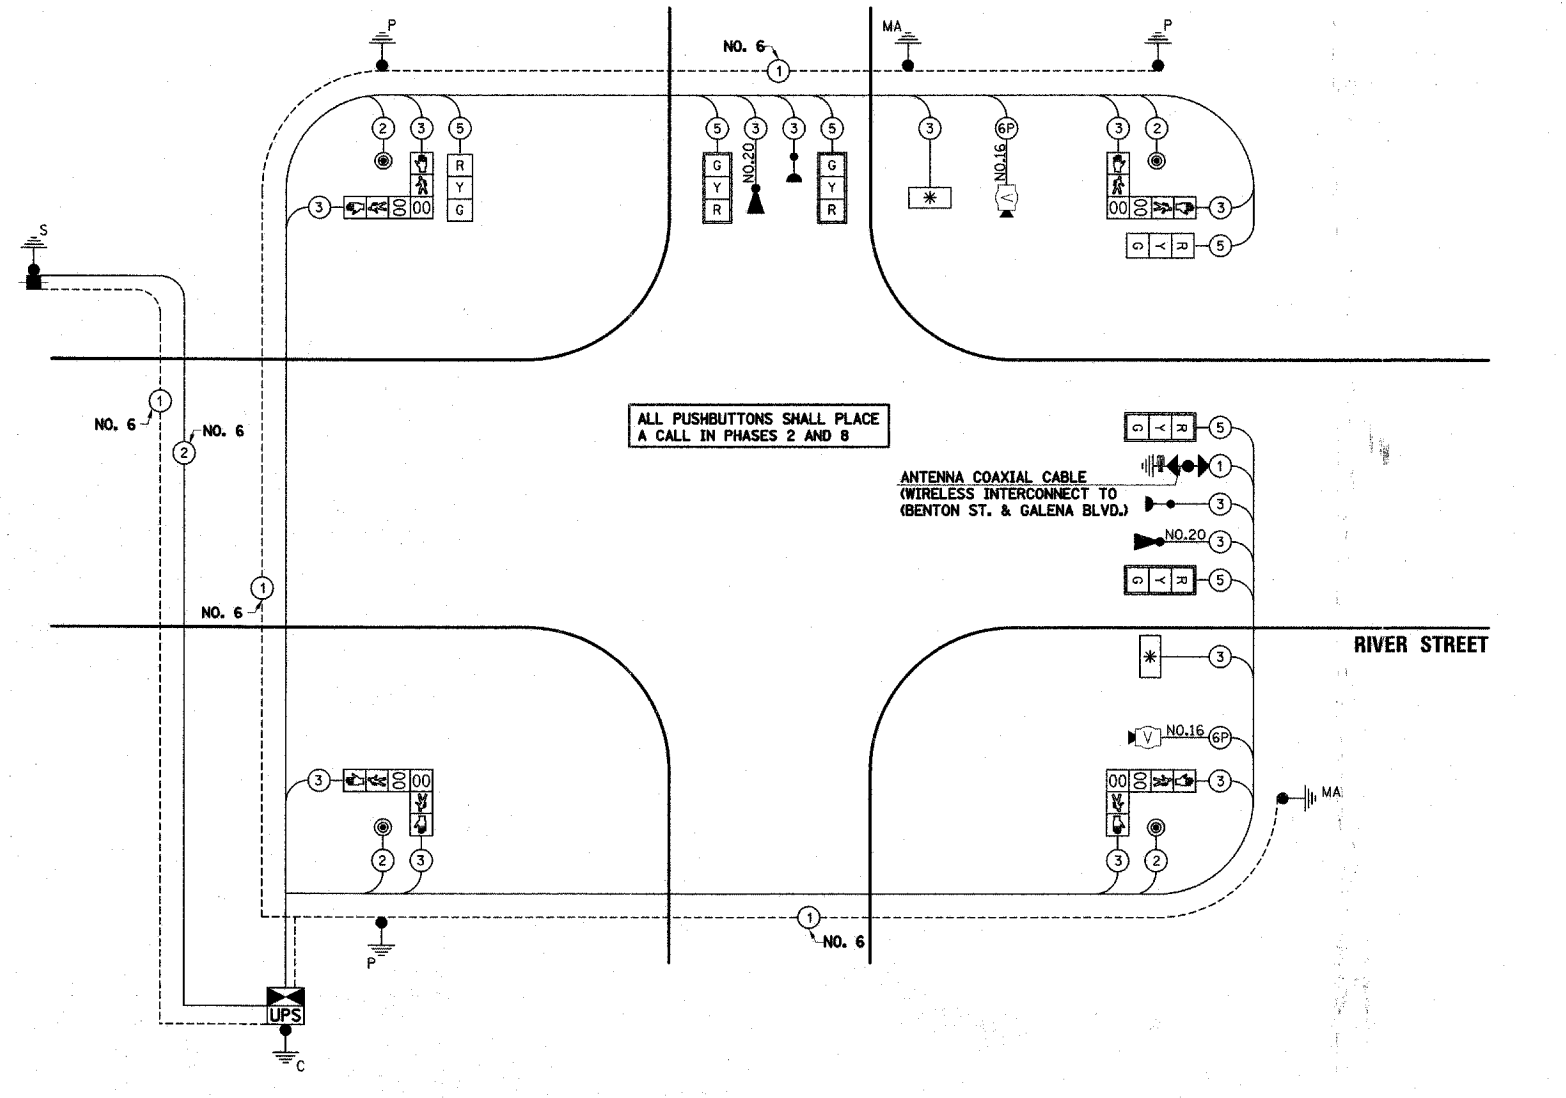 P
MA
P
NO. 6
1
2
3
5
5
3
3
5
3
6P
3
2
R
Y
G
G
Y
R
NO.20
G
Y
R
NO.16
V
3
00
00
00
00
3
R
Y
G
5
S
1
NO. 6
2
NO. 6
ALL PUSHBUTTONS SHALL PLACE
A CALL IN PHASES 2 AND 8
R
Y
G
5
ANTENNA COAXIAL CABLE
(WIRELESS INTERCONNECT TO
(BENTON ST. & GALENA BLVD.)
1
3
NO.20
3
R
Y
G
5
1
NO. 6
RIVER STREET
3
V
NO.16
6P
3
00
00
00
00
3
MA
2
3
3
2
1
NO. 6
P
UPS
C